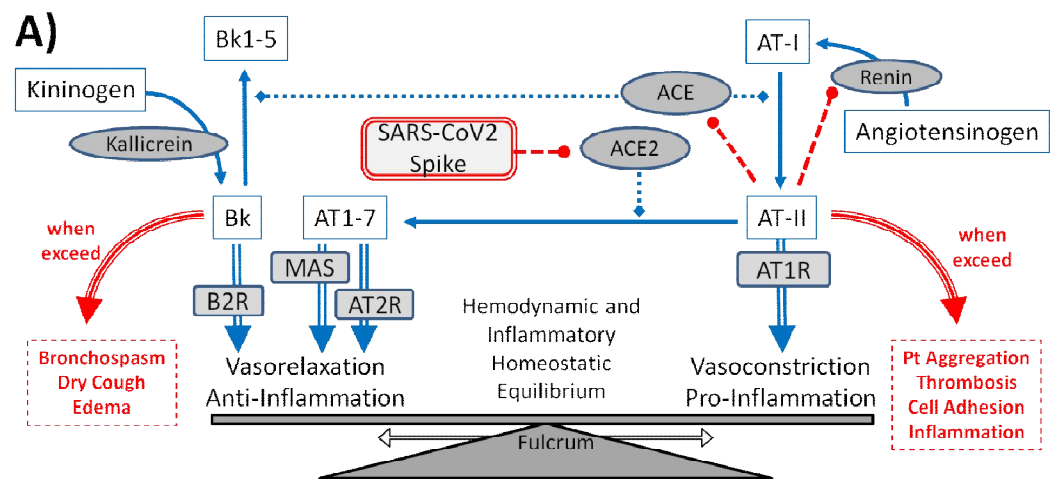 A)
Bk1-5
AT-I
Kininogen
ACE
Renin
Kallicrein
SARS-CoV2
Spike
ACE2
Angiotensinogen
when
exceed
Bk
AT1-7
AT-II
when
exceed
MAS
AT1R
B2R
AT2R
Hemodynamic and
Inflammatory
Homeostatic
Equilibrium
Bronchospasm
Dry Cough
Edema
Vasorelaxation
Anti-Inflammation
Vasoconstriction
Pro-Inflammation
Pt Aggregation
Thrombosis
Cell Adhesion
Inflammation
Fulcrum